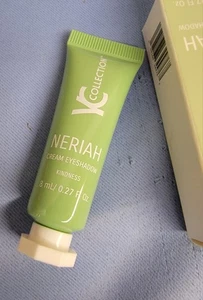 YC
COLLECTION
NERIAH
CREAM EYESHADOW
KINDNESS
8 mL / 0.27 Fl. Oz.